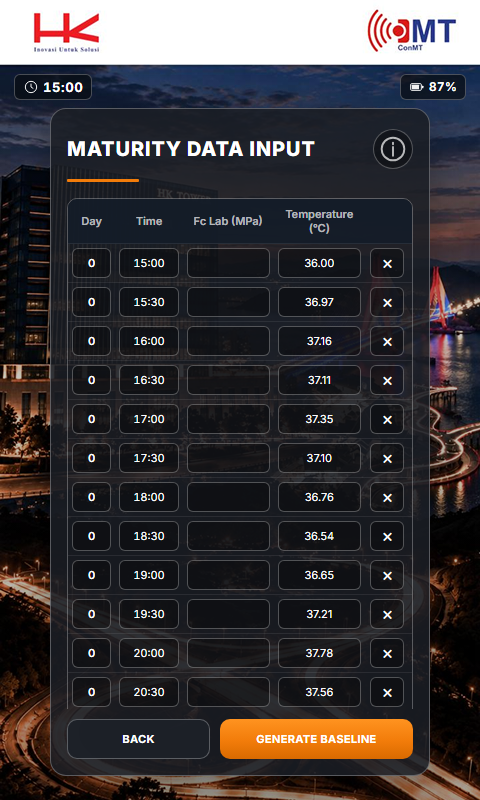 HK
Inovasi Untuk Solusi
CMT
ConMT
15:00
87%
MATURITY DATA INPUT
HK TOWER
Day Time Fc Lab (MPa) Temperature (°C)
0 15:00 36.00 ×
0 15:30 36.97 ×
0 16:00 37.16 ×
0 16:30 37.11 ×
0 17:00 37.35 ×
0 17:30 37.10 ×
0 18:00 36.76 ×
0 18:30 36.54 ×
0 19:00 36.65 ×
0 19:30 37.21 ×
0 20:00 37.78 ×
0 20:30 37.56 ×
BACK GENERATE BASELINE